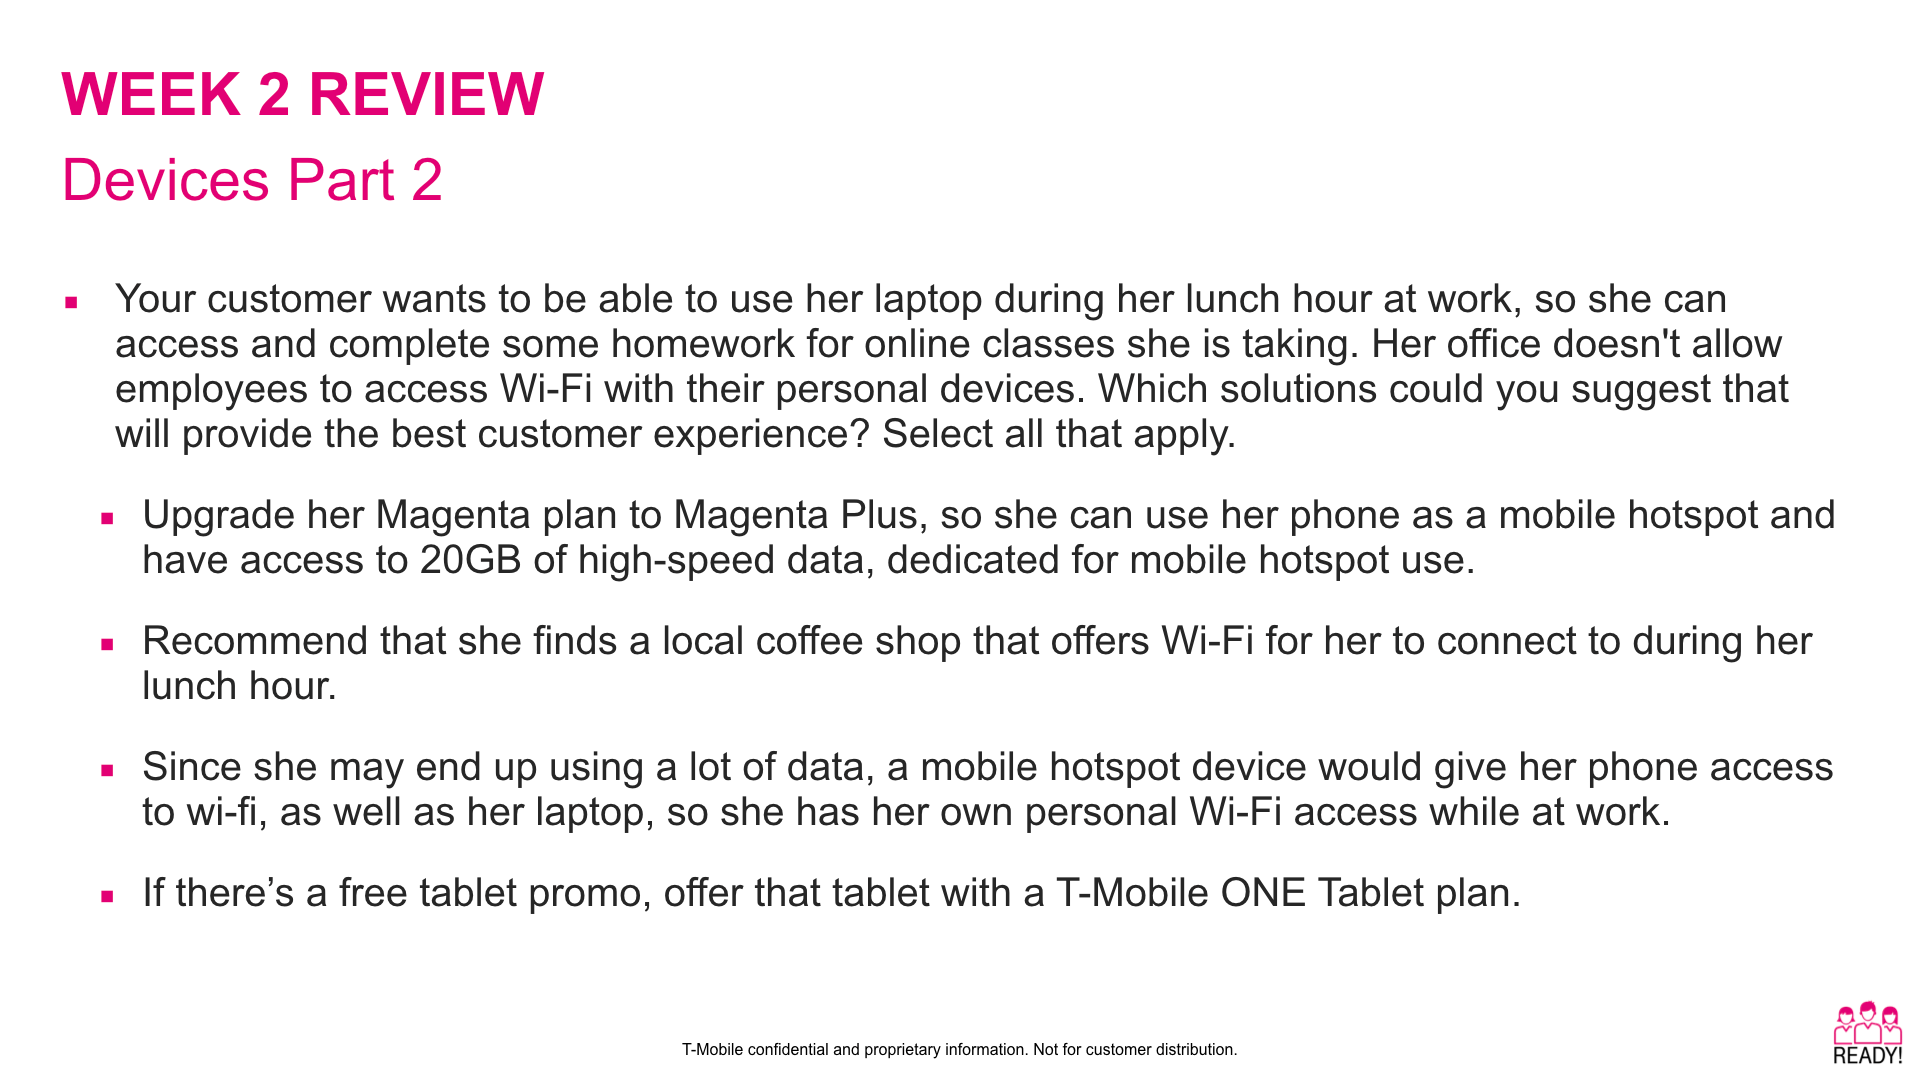 WEEK 2 REVIEW
Devices Part 2
Your customer wants to be able to use her laptop during her lunch hour at work, so she can
access and complete some homework for online classes she is taking. Her office doesn't allow
employees to access Wi-Fi with their personal devices. Which solutions could you suggest that
will provide the best customer experience? Select all that apply.
Upgrade her Magenta plan to Magenta Plus, so she can use her phone as a mobile hotspot and
have access to 20GB of high-speed data, dedicated for mobile hotspot use.
Recommend that she finds a local coffee shop that offers Wi-Fi for her to connect to during her
lunch hour.
Since she may end up using a lot of data, a mobile hotspot device would give her phone access
to wi-fi, as well as her laptop, so she has her own personal Wi-Fi access while at work.
If there’s a free tablet promo, offer that tablet with a T-Mobile ONE Tablet plan.
T-Mobile confidential and proprietary information. Not for customer distribution.
READY!